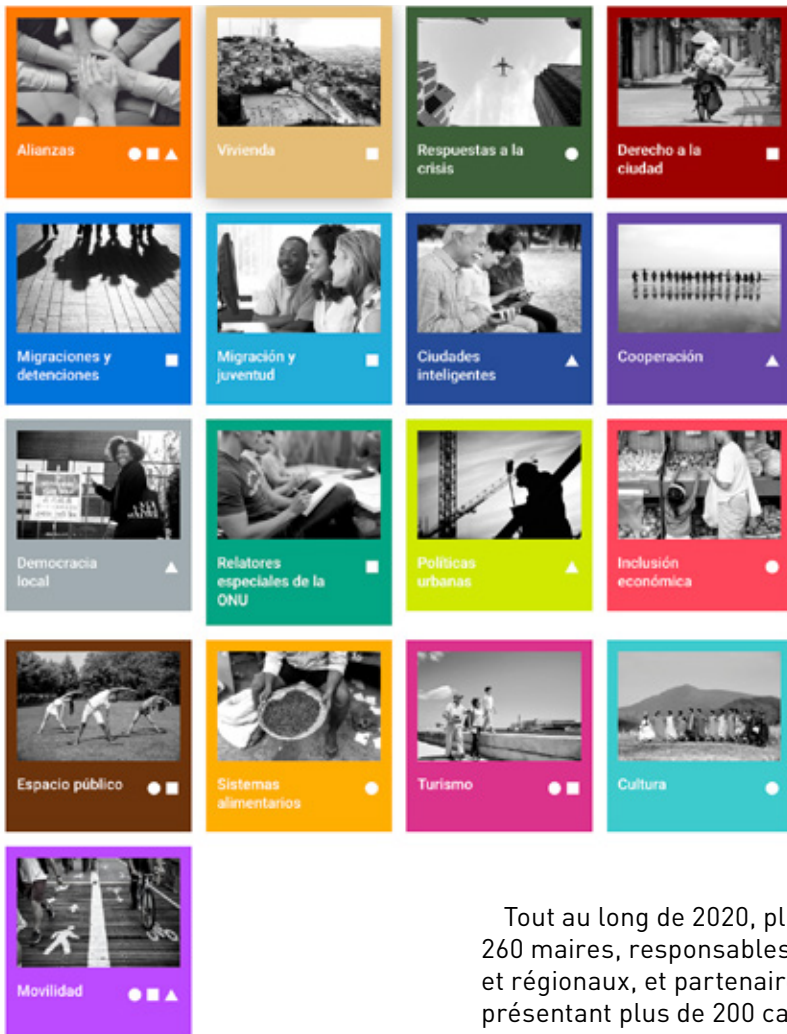 Alianzas
Vivienda
Respuestas a la
crisis
Derecho a la
ciudad
Migraciones y
detenciones
Migración y
juventud
Ciudades
inteligentes
Cooperación
Democracia
local
Relatores
especiales de la
ONU
Políticas
urbanas
Inclusión
económica
Espacio público
Sistemas
alimentarios
Turismo
Cultura
Movilidad
Tout au long de 2020, pl
260 maires, responsables
et régionaux, et partenair
présentant plus de 200 ca